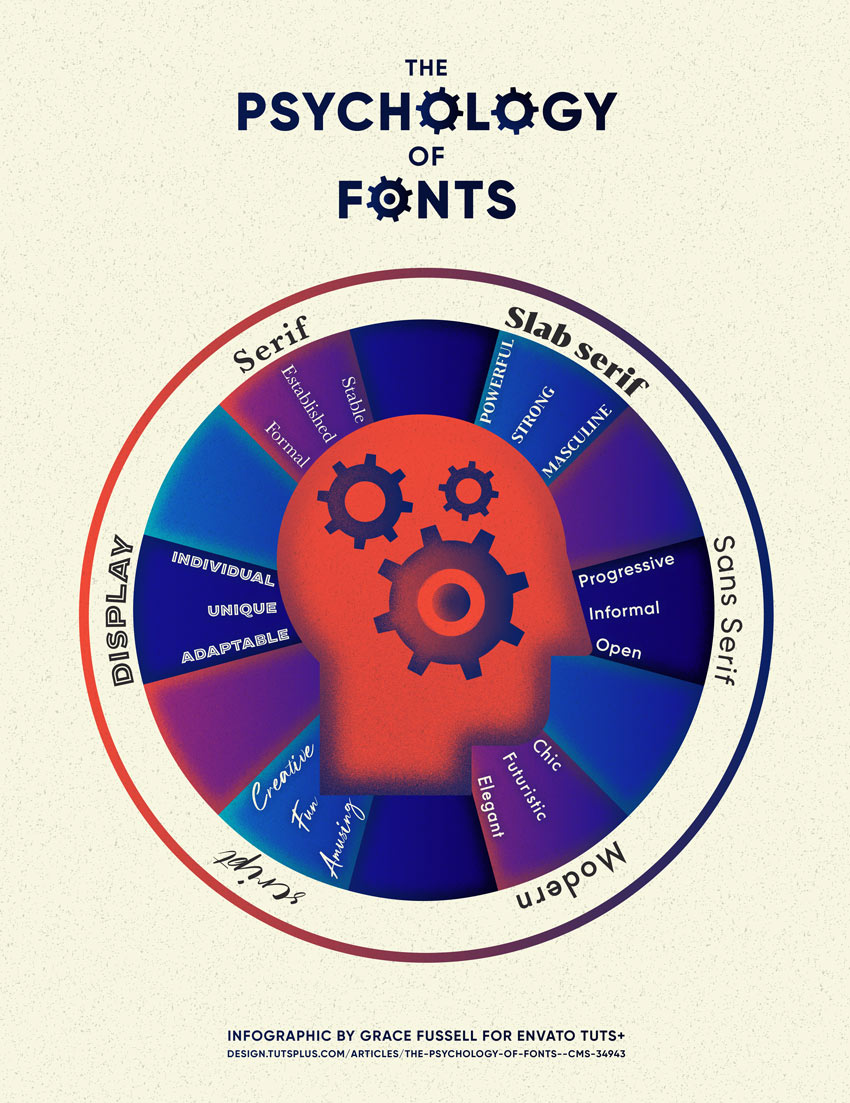 THE
PSYCHOLOGY
OF
FONTS
Serif
Formal
Established
Stable
Slab serif
POWERFUL
STRONG
MASCULINE
Sans Serif
Progressive
Informal
Open
Modern
Chic
Futuristic
Elegant
script
Creative
Fun
Amusing
DISPLAY
INDIVIDUAL
UNIQUE
ADAPTABLE
INFOGRAPHIC BY GRACE FUSSELL FOR ENVATO TUTS+
DESIGN.TUTSPLUS.COM/ARTICLES/THE-PSYCHOLOGY-OF-FONTS--CMS-34943